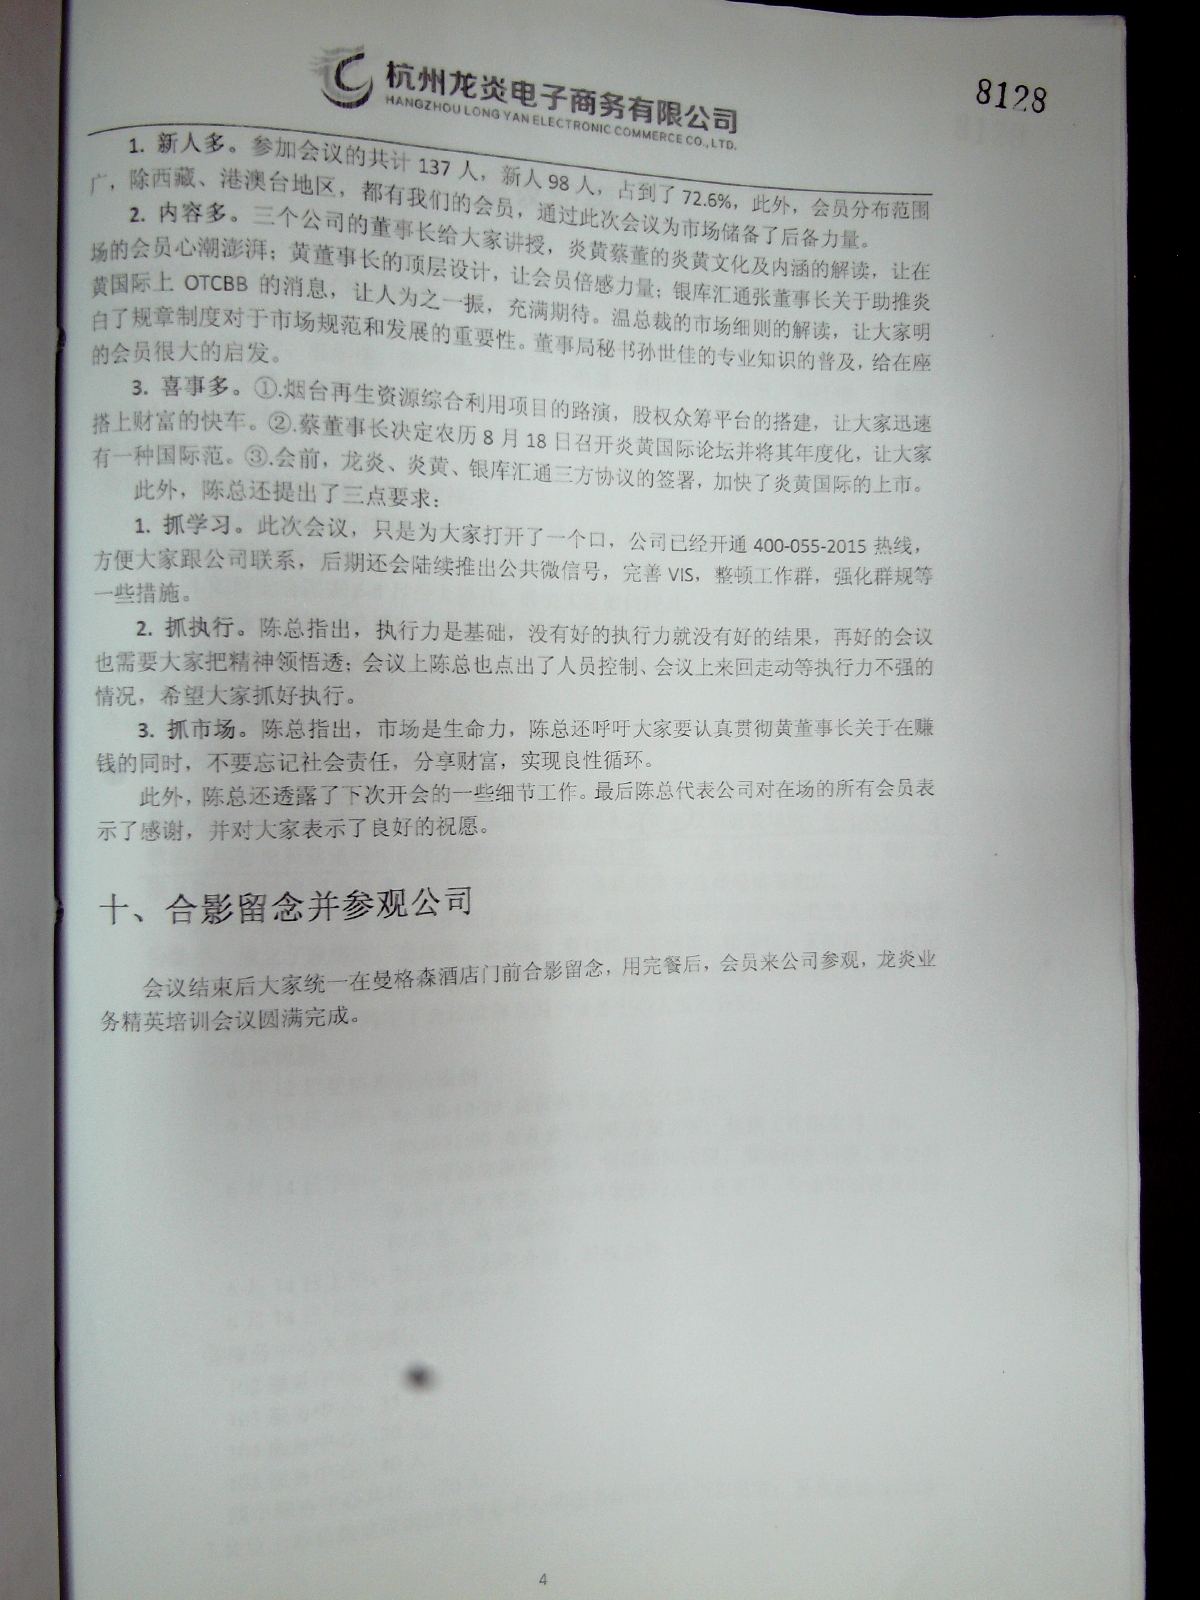 杭州龙炎电子商务有限公司
HANGZHOU LONG YAN ELECTRONIC COMMERCE CO., LTD.
8128
1. 新人多。参加会议的共计 137 人，新人 98 人，占到了 72.6%，此外，会员分布范围
广，除西藏、港澳台地区，都有我们的会员，通过此次会议为市场储备了后备力量。
2. 内容多。三个公司的董事长给大家讲授，炎黄蔡董的炎黄文化及内涵的解读，让在
场的会员心潮澎湃；黄董事长的顶层设计，让会员倍感力量；银库汇通张董事长关于助推炎
黄国际上 OTCBB 的消息，让人为之一振，充满期待。温总裁的市场细则的解读，让大家明
白了规章制度对于市场规范和发展的重要性。董事局秘书孙世佳的专业知识的普及，给在座
的会员很大的启发。
3. 喜事多。①.烟台再生资源综合利用项目的路演，股权众筹平台的搭建，让大家迅速
搭上财富的快车。②.蔡董事长决定农历 8 月 18 日召开炎黄国际论坛并将其年度化，让大家
有一种国际范。③.会前，龙炎、炎黄、银库汇通三方协议的签署，加快了炎黄国际的上市。
此外，陈总还提出了三点要求：
1. 抓学习。此次会议，只是为大家打开了一个口，公司已经开通 400-055-2015 热线，
方便大家跟公司联系，后期还会陆续推出公共微信号，完善 VIS，整顿工作群，强化群规等
一些措施。
2. 抓执行。陈总指出，执行力是基础，没有好的执行力就没有好的结果，再好的会议
也需要大家把精神领悟透；会议上陈总也点出了人员控制、会议上来回走动等执行力不强的
情况，希望大家抓好执行。
3. 抓市场。陈总指出，市场是生命力，陈总还呼吁大家要认真贯彻黄董事长关于在赚
钱的同时，不要忘记社会责任，分享财富，实现良性循环。
此外，陈总还透露了下次开会的一些细节工作。最后陈总代表公司对在场的所有会员表
示了感谢，并对大家表示了良好的祝愿。
十、合影留念并参观公司
会议结束后大家统一在曼格森酒店门前合影留念，用完餐后，会员来公司参观，龙炎业
务精英培训会议圆满完成。
4